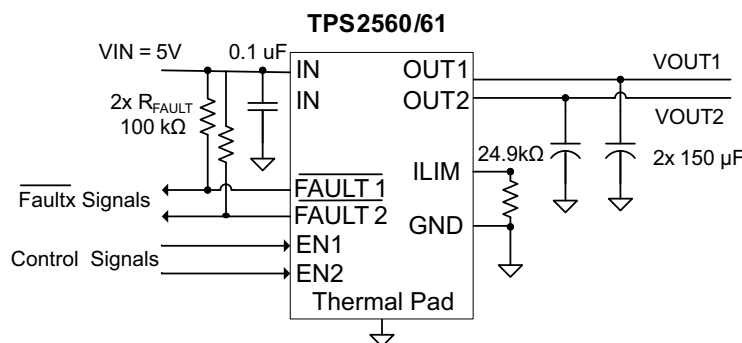 TPS2560/61
VIN = 5V
0.1 uF
IN
OUT1
VOUT1
IN
OUT2
VOUT2
2x RFAULT
100 kΩ
2x 150 µF
24.9kΩ
ILIM
Faultx Signals
FAULT 1
FAULT 2
GND
EN1
Control Signals
EN2
Thermal Pad